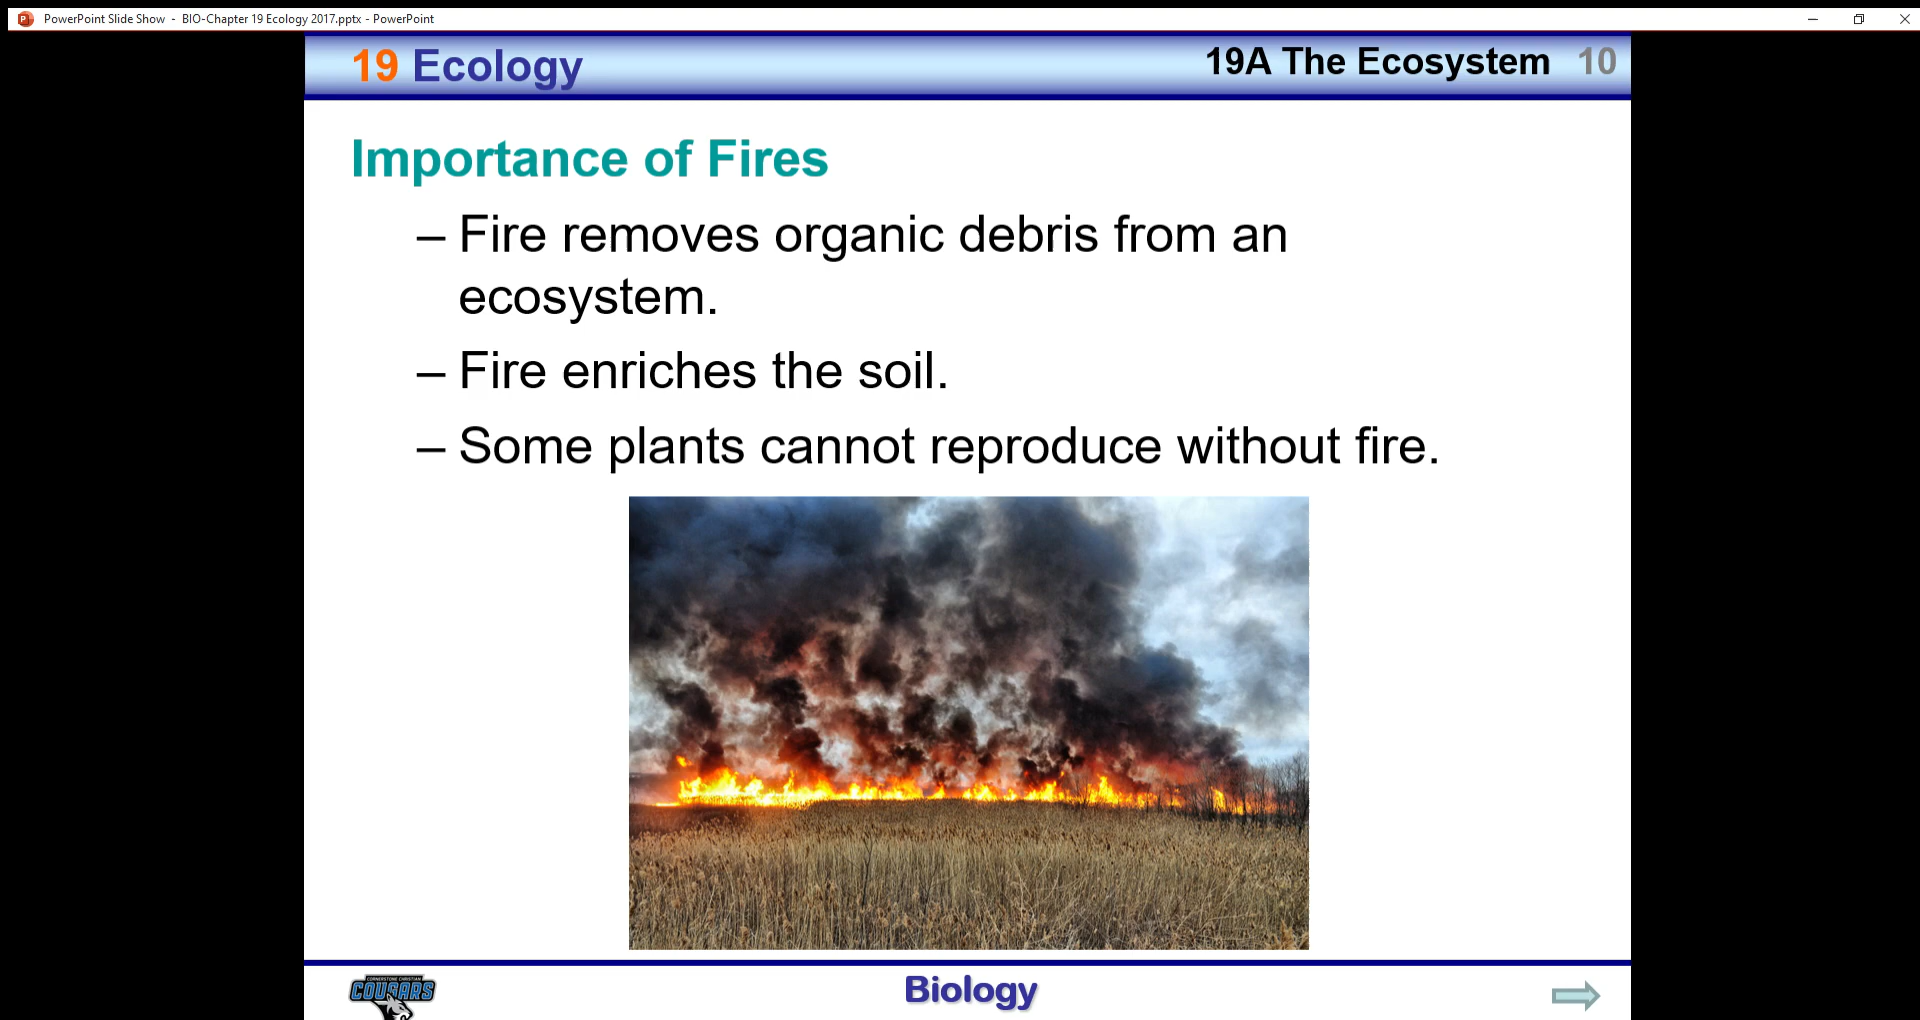 PowerPoint Slide Show - BIO-Chapter 19 Ecology 2017.pptx - PowerPoint
19 Ecology
19A The Ecosystem 10
Importance of Fires
– Fire removes organic debris from an
ecosystem.
– Fire enriches the soil.
– Some plants cannot reproduce without fire.
CORNERSTONE CHRISTIAN
COUGARS
Biology